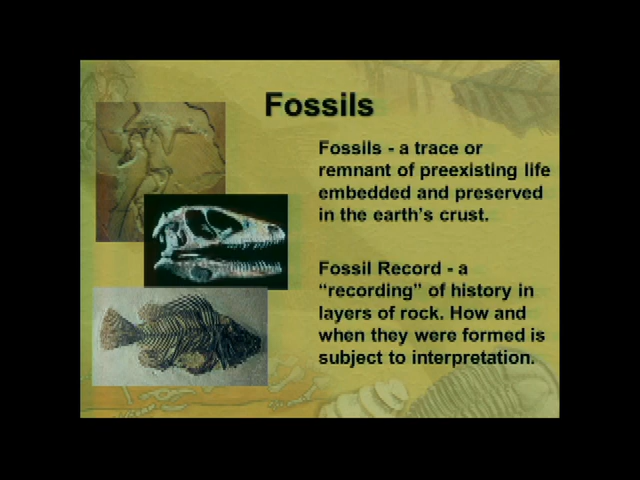 Fossils
Fossils - a trace or
remnant of preexisting life
embedded and preserved
in the earth's crust.
Fossil Record - a
“recording” of history in
layers of rock. How and
when they were formed is
subject to interpretation.